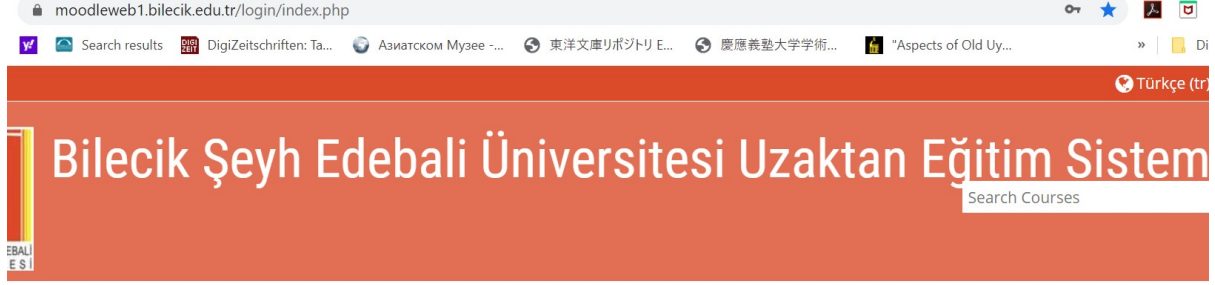 moodleweb1.bilecik.edu.tr/login/index.php
Search results DigiZeitschriften: Ta... Азиатском Музее -... 東洋文庫リポジトリ E... 慶應義塾大学学術... "Aspects of Old Uy... » Di
Türkçe (tr)
Bilecik Şeyh Edebali Üniversitesi Uzaktan Eğitim Sistem
Search Courses
EBALİ
ESİ